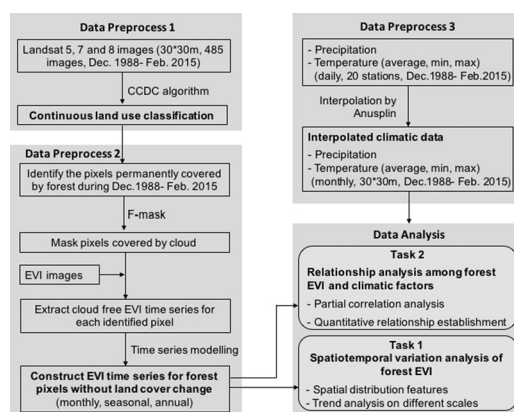 Data Preprocess 1
Landsat 5, 7 and 8 images (30*30m, 485
images, Dec. 1988- Feb. 2015)
CCDC algorithm
Continuous land use classification
Data Preprocess 2
Identify the pixels permanently covered
by forest during Dec.1988- Feb. 2015
F-mask
Mask pixels covered by cloud
EVI images
Extract cloud free EVI time series for
each identified pixel
Time series modelling
Construct EVI time series for forest
pixels without land cover change
(monthly, seasonal, annual)
Data Preprocess 3
- Precipitation
- Temperature (average, min, max)
(daily, 20 stations, Dec.1988- Feb.2015)
Interpolation by
Anusplin
Interpolated climatic data
- Precipitation
- Temperature (average, min, max)
(monthly, 30*30m, Dec.1988- Feb. 2015)
Data Analysis
Task 2
Relationship analysis among forest
EVI and climatic factors
- Partial correlation analysis
- Quantitative relationship establishment
Task 1
Spatiotemporal variation analysis of
forest EVI
- Spatial distribution features
- Trend analysis on different scales